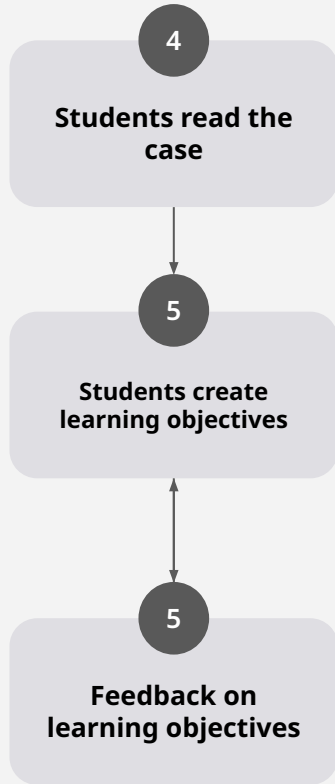 4
Students read the
case
5
Students create
learning objectives
5
Feedback on
learning objectives